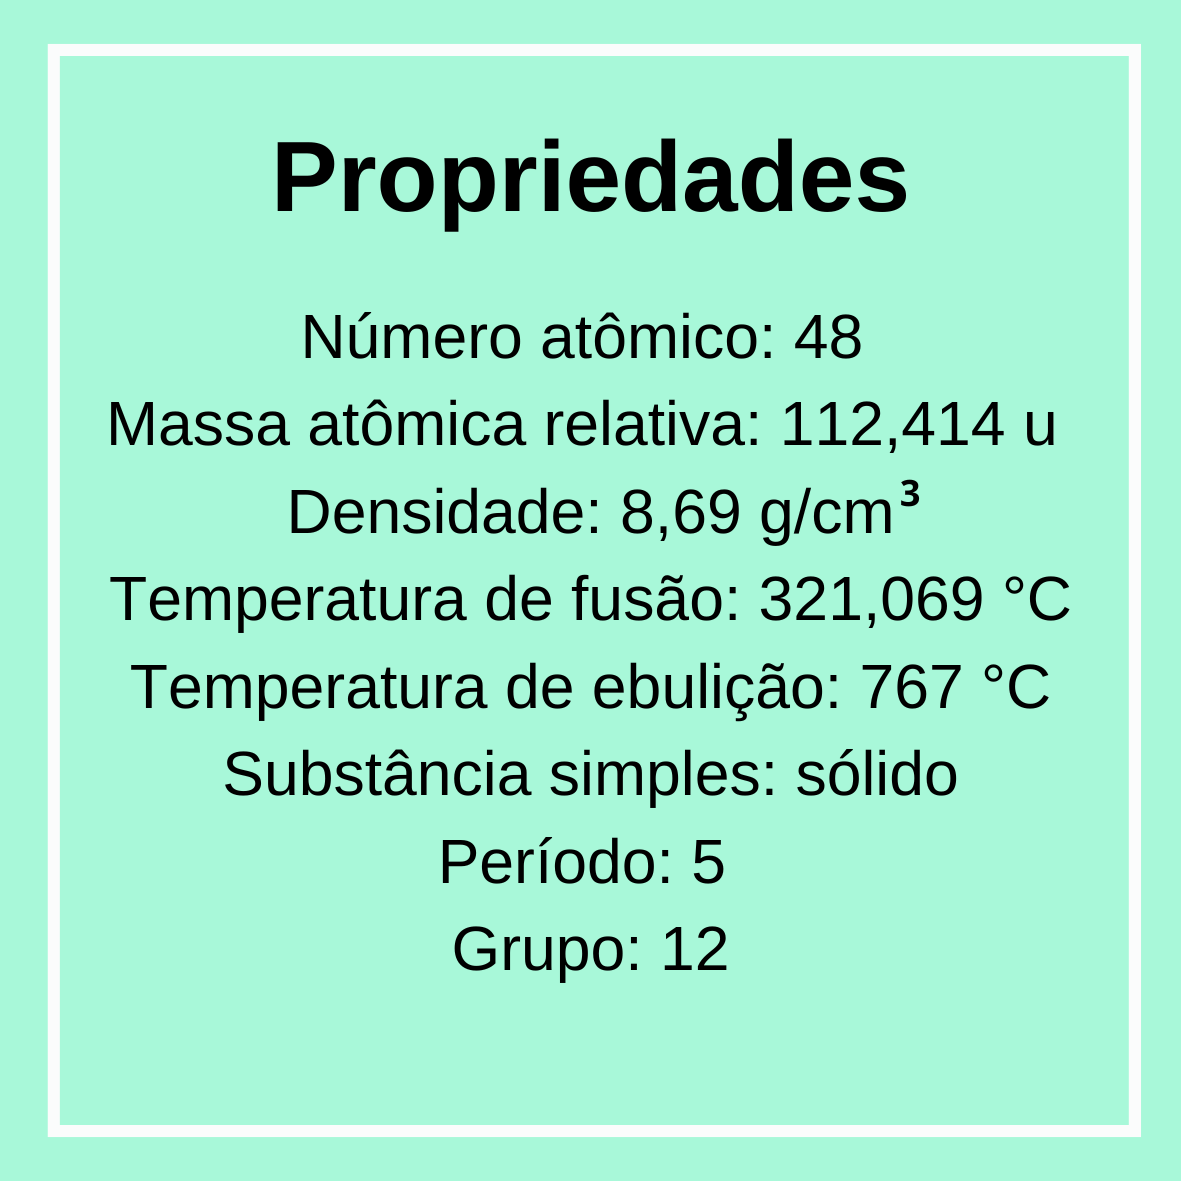 Propriedades
Número atômico: 48
Massa atômica relativa: 112,414 u
Densidade: 8,69 g/cm³
Temperatura de fusão: 321,069 °C
Temperatura de ebulição: 767 °C
Substância simples: sólido
Período: 5
Grupo: 12